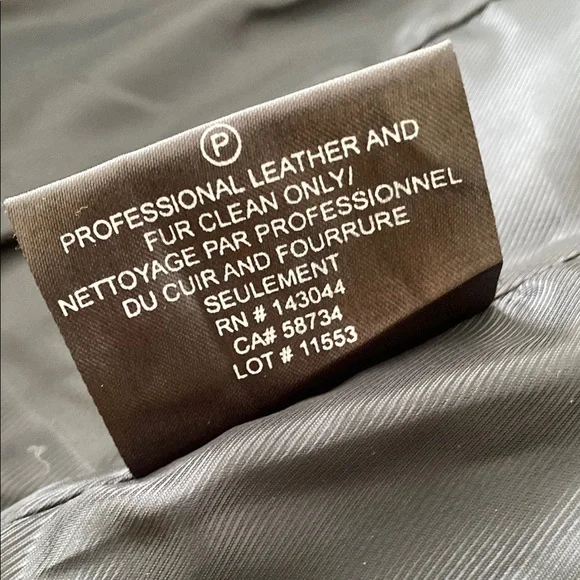 P
PROFESSIONAL LEATHER AND
FUR CLEAN ONLY/
NETTOYAGE PAR PROFESSIONNEL
DU CUIR AND FOURRURE
SEULEMENT
RN # 143044
CA# 58734
LOT # 11553